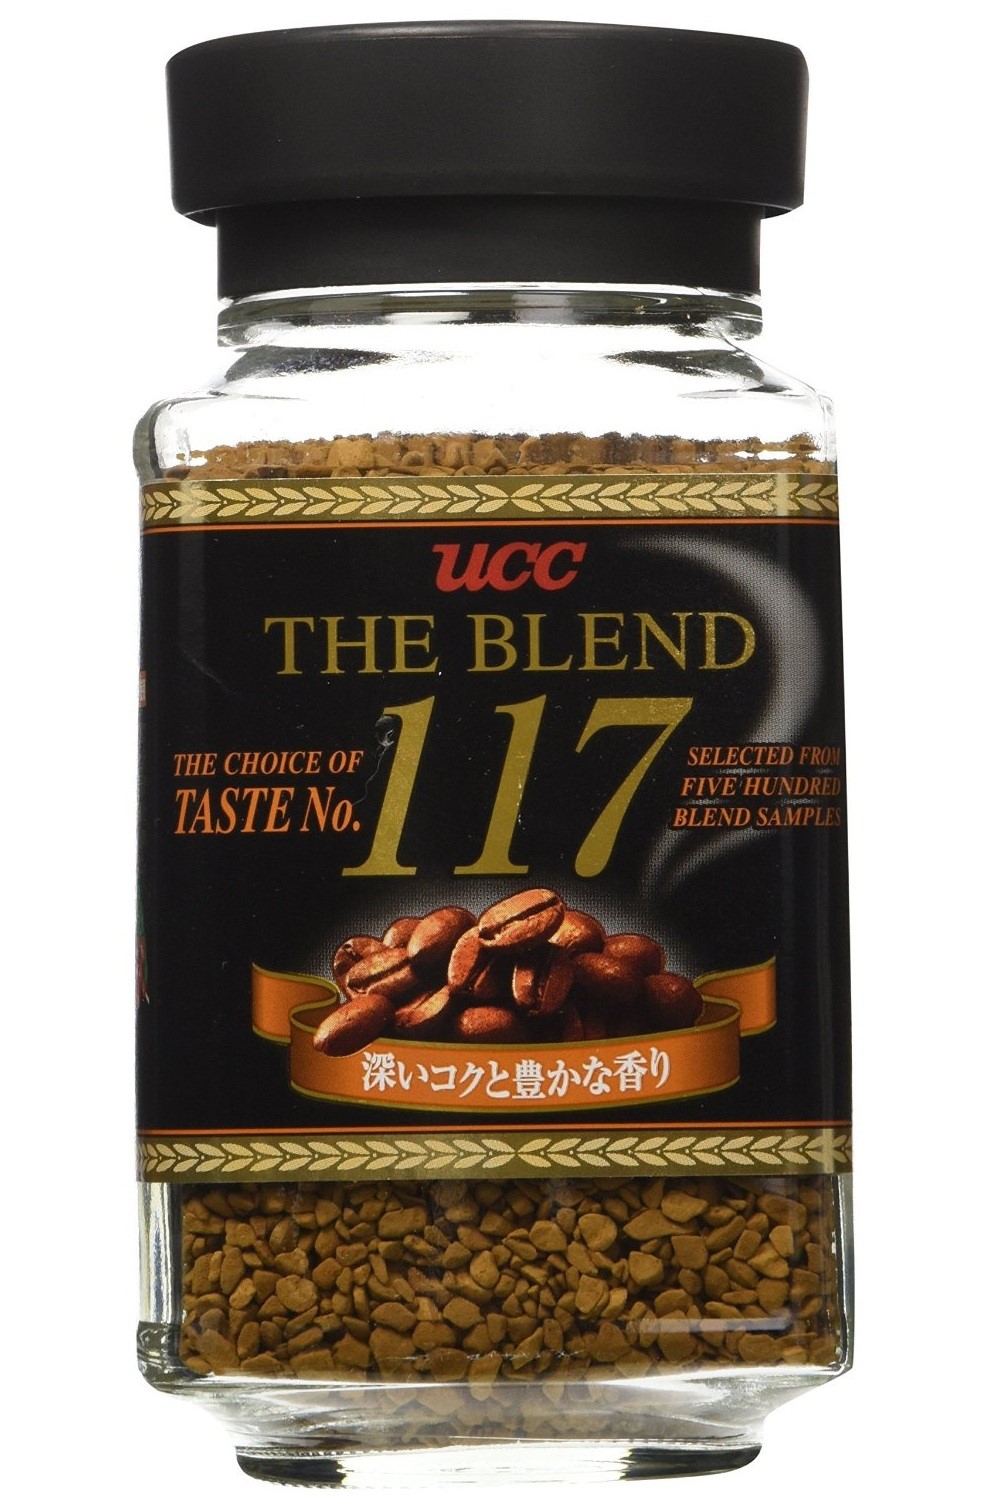 UCC
THE BLEND
117
THE CHOICE OF
TASTE No.
SELECTED FROM
FIVE HUNDRED
BLEND SAMPLES
深いコクと豊かな香り